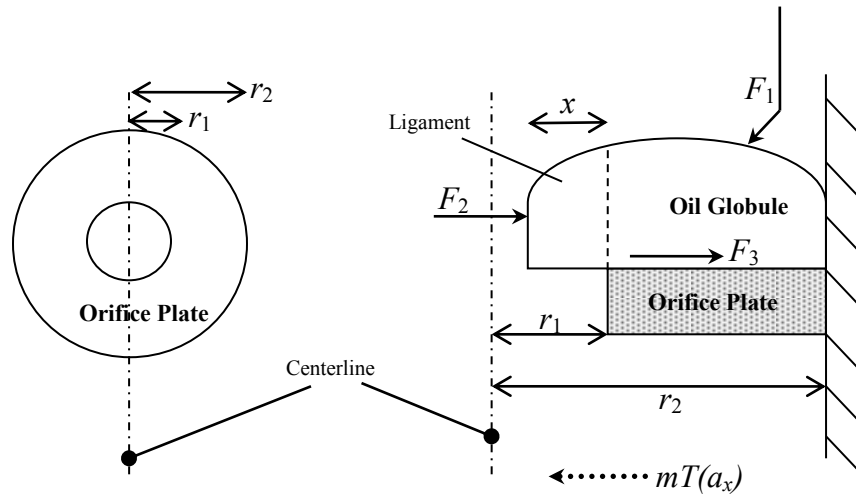 r₂
r₁
Orifice Plate
Centerline
x
F₁
Ligament
F₂
Oil Globule
F₃
Orifice Plate
r₁
r₂
mT(aₓ)